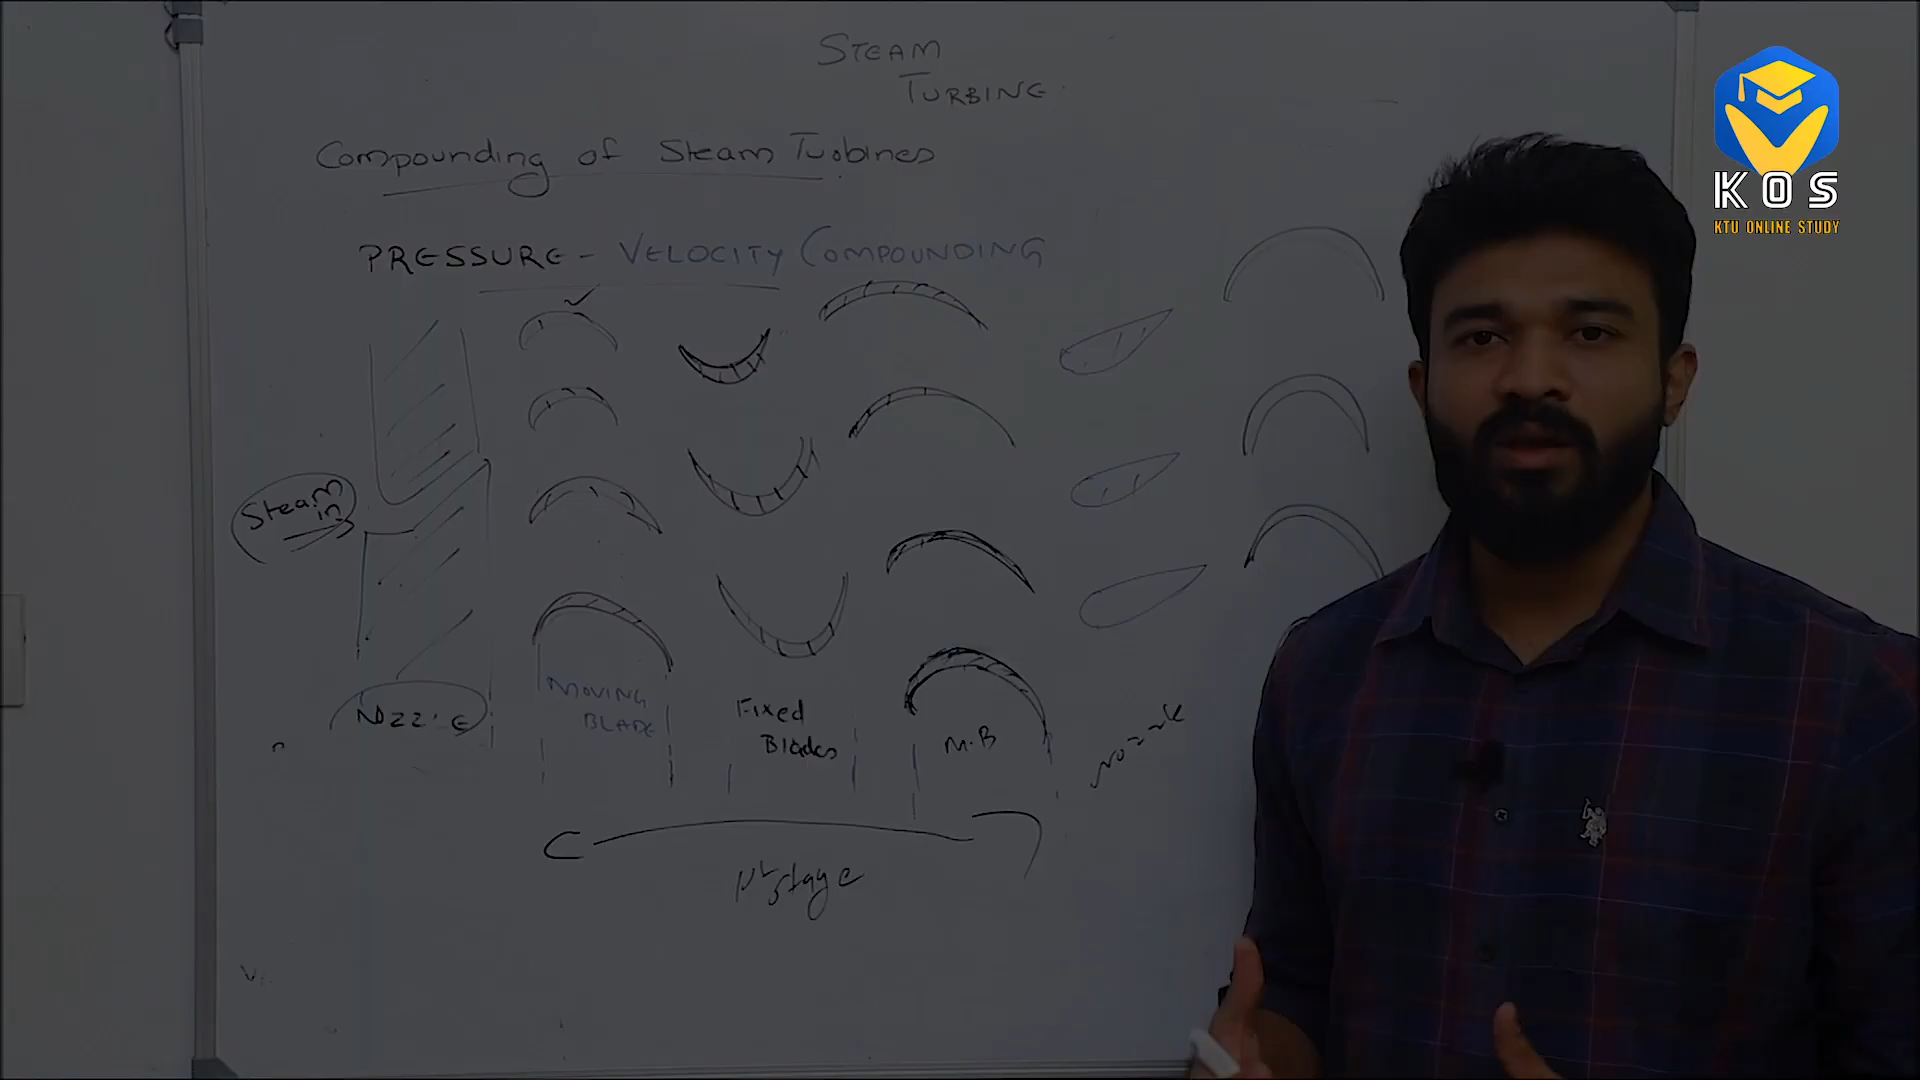 STEAM
TURBINE
Compounding of Steam Turbines
PRESSURE - VELOCITY COMPOUNDING
Steam
in
NOZZLE
MOVING
BLADE
Fixed
Blades
M.B
Nozzle
stage
KOS
KTU ONLINE STUDY